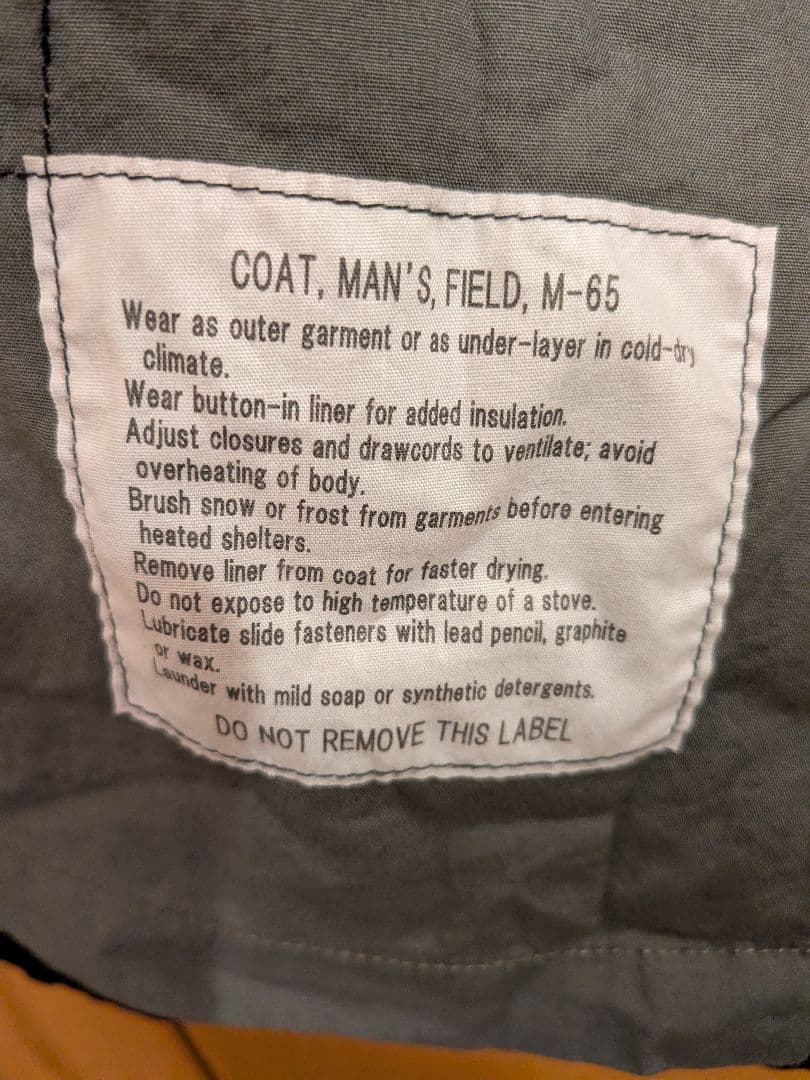 COAT, MAN'S, FIELD, M-65
Wear as outer garment or as under-layer in cold-dry
climate.
Wear button-in liner for added insulation.
Adjust closures and drawcords to ventilate; avoid
overheating of body.
Brush snow or frost from garments before entering
heated shelters.
Remove liner from coat for faster drying.
Do not expose to high temperature of a stove.
Lubricate slide fasteners with lead pencil, graphite
or wax.
Launder with mild soap or synthetic detergents.
DO NOT REMOVE THIS LABEL